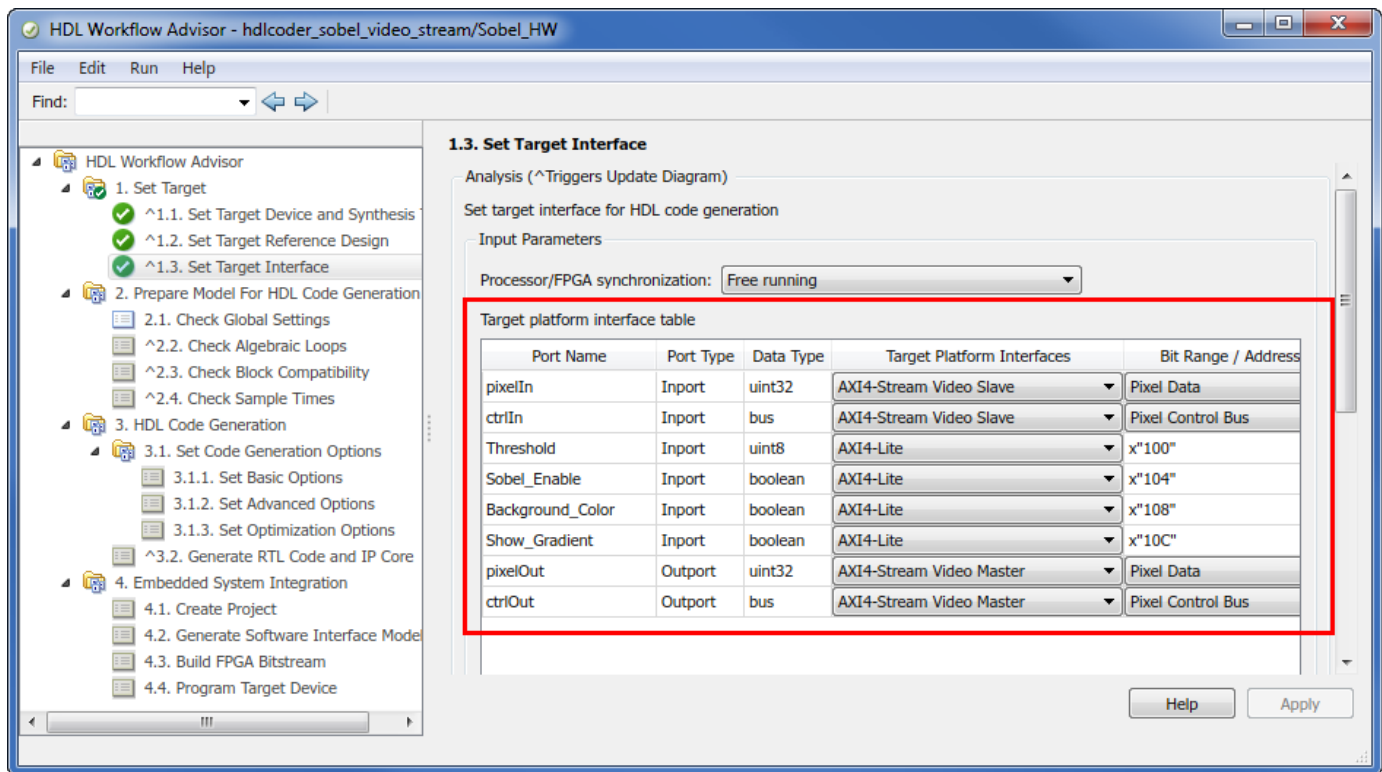 HDL Workflow Advisor - hdlcoder_sobel_video_stream/Sobel_HW
File Edit Run Help
Find:
HDL Workflow Advisor
1. Set Target
^1.1. Set Target Device and Synthesis
^1.2. Set Target Reference Design
^1.3. Set Target Interface
2. Prepare Model For HDL Code Generation
2.1. Check Global Settings
^2.2. Check Algebraic Loops
^2.3. Check Block Compatibility
^2.4. Check Sample Times
3. HDL Code Generation
3.1. Set Code Generation Options
3.1.1. Set Basic Options
3.1.2. Set Advanced Options
3.1.3. Set Optimization Options
^3.2. Generate RTL Code and IP Core
4. Embedded System Integration
4.1. Create Project
4.2. Generate Software Interface Model
4.3. Build FPGA Bitstream
4.4. Program Target Device
1.3. Set Target Interface
Analysis (^Triggers Update Diagram)
Set target interface for HDL code generation
Input Parameters
Processor/FPGA synchronization: Free running
Target platform interface table
Port Name Port Type Data Type Target Platform Interfaces Bit Range / Address
pixelIn Inport uint32 AXI4-Stream Video Slave Pixel Data
ctrlIn Inport bus AXI4-Stream Video Slave Pixel Control Bus
Threshold Inport uint8 AXI4-Lite x"100"
Sobel_Enable Inport boolean AXI4-Lite x"104"
Background_Color Inport boolean AXI4-Lite x"108"
Show_Gradient Inport boolean AXI4-Lite x"10C"
pixelOut Outport uint32 AXI4-Stream Video Master Pixel Data
ctrlOut Outport bus AXI4-Stream Video Master Pixel Control Bus
Help Apply